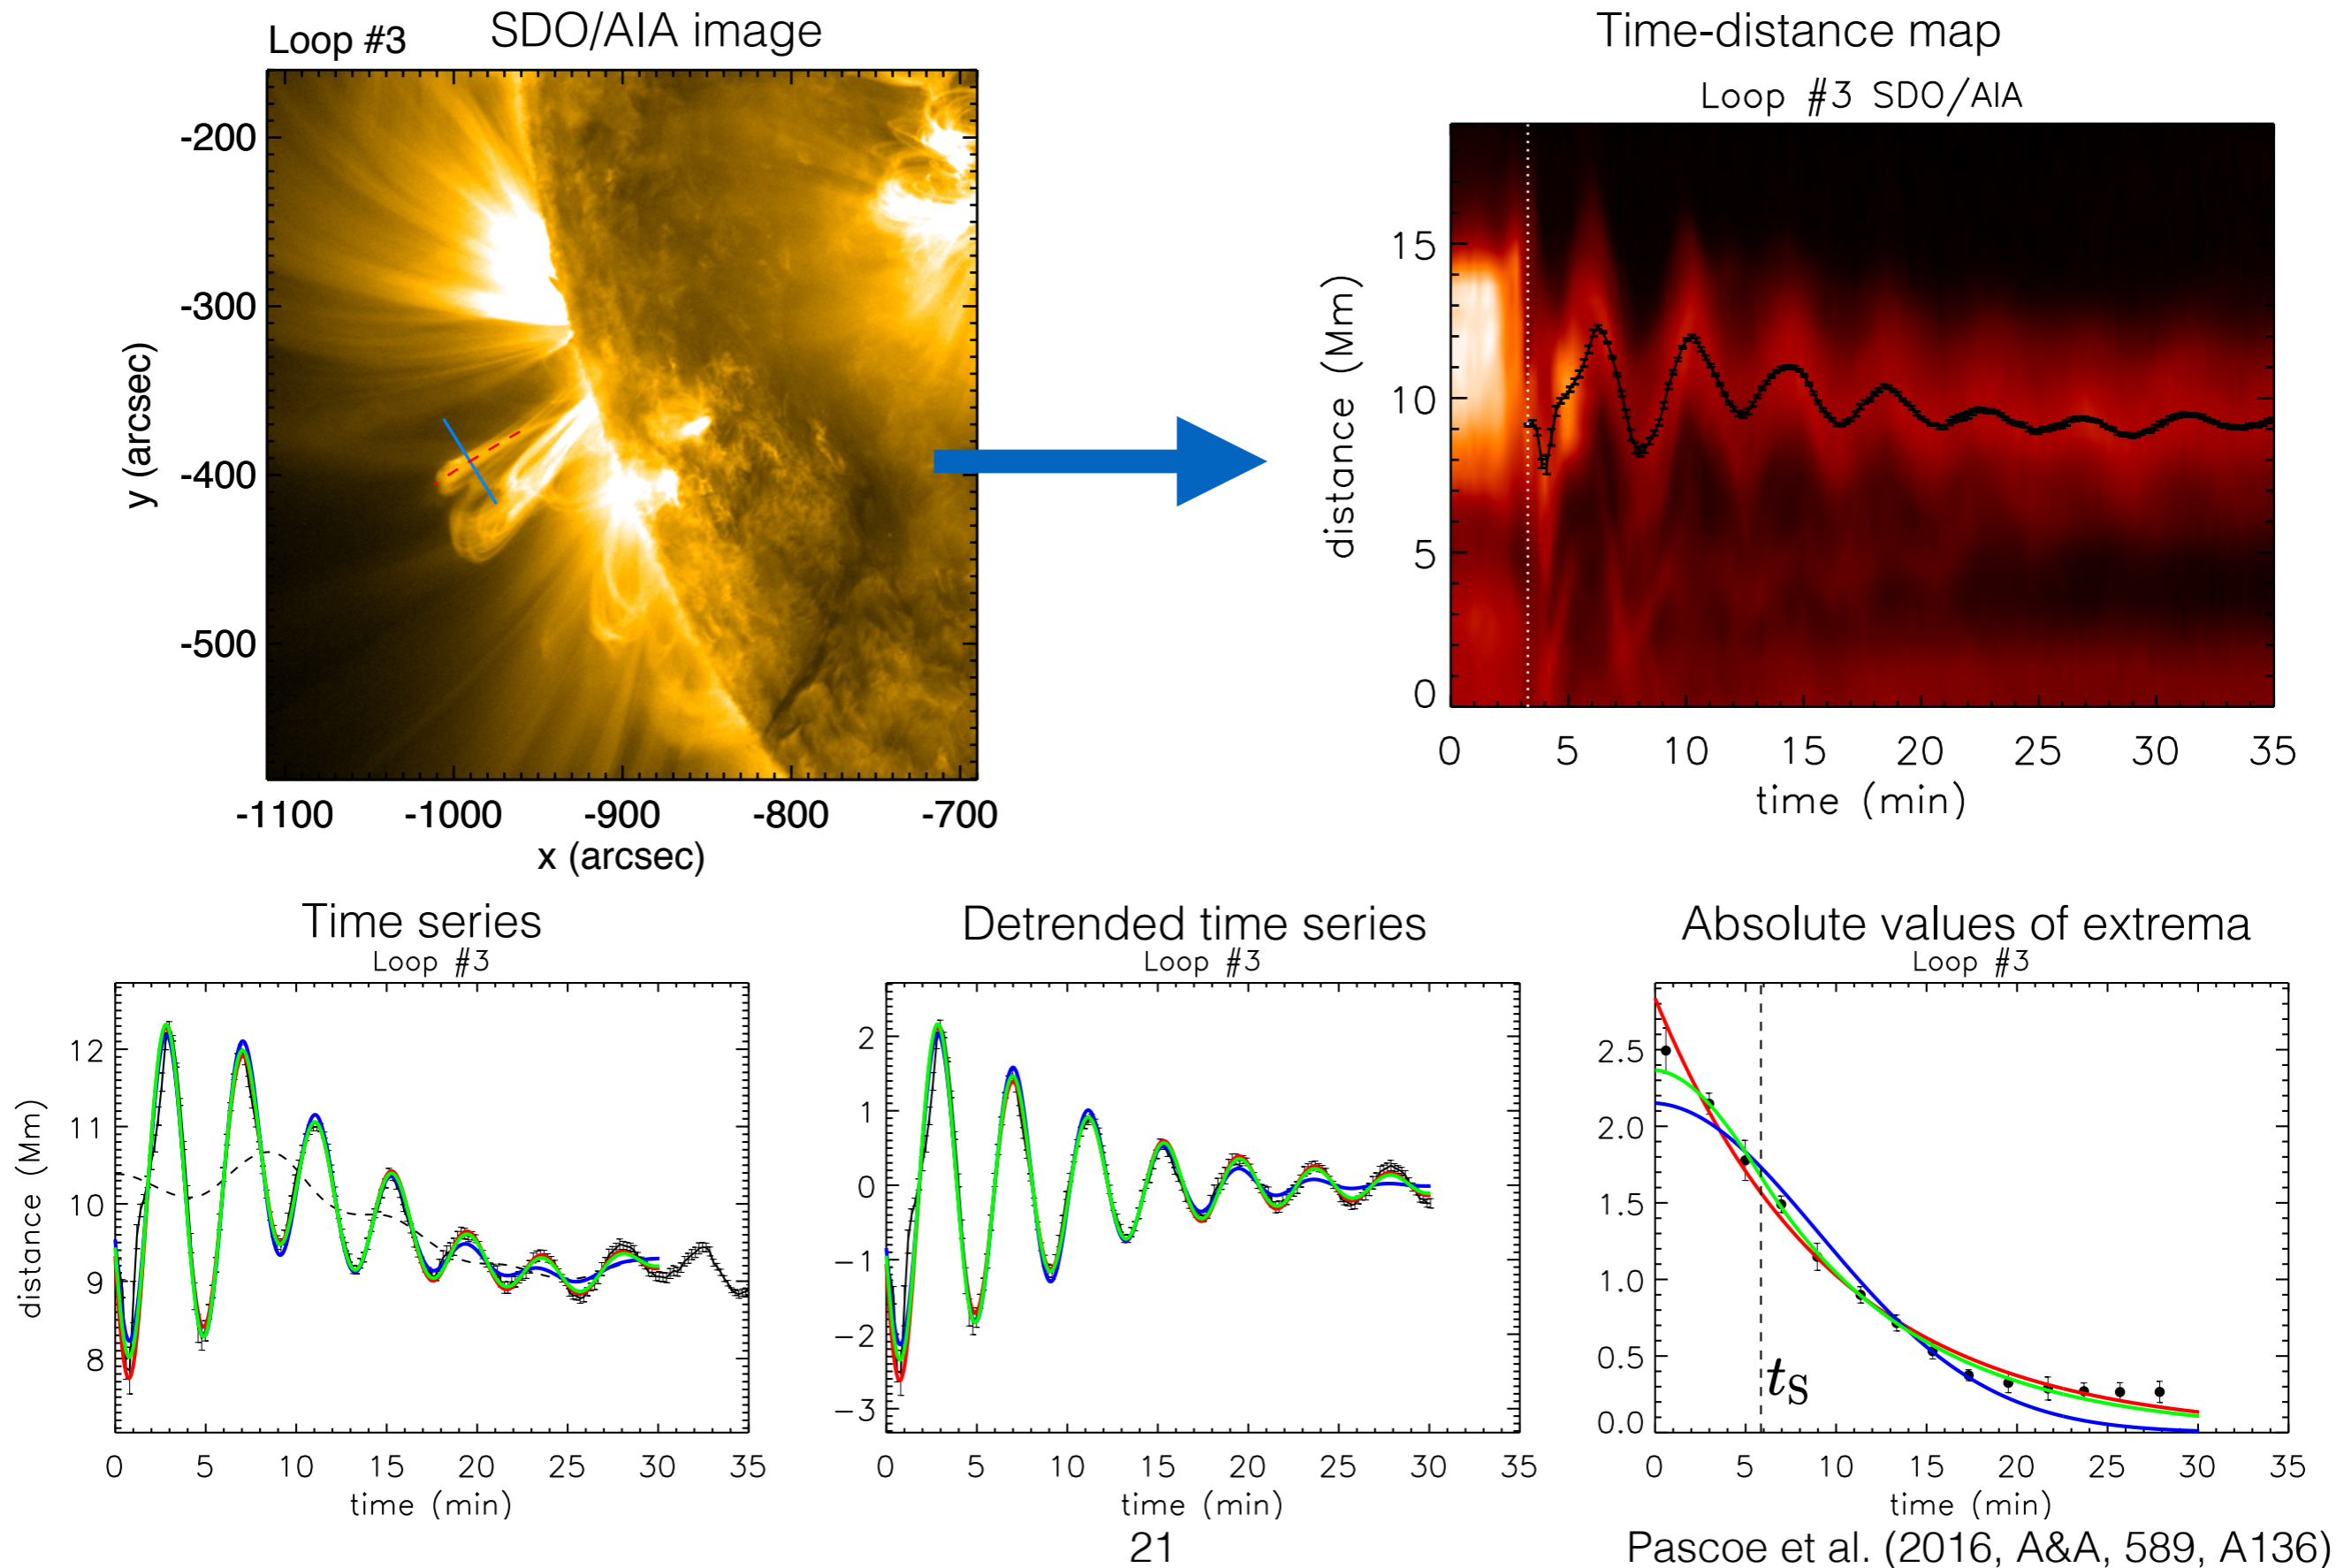 SDO/AIA image
Loop #3
-200
-300
-400
-500
y (arcsec)
-1100 -1000 -900 -800 -700
x (arcsec)
Time-distance map
Loop #3 SDO/AIA
15
10
5
0
distance (Mm)
0 5 10 15 20 25 30 35
time (min)
Time series
Loop #3
12
11
10
9
8
distance (Mm)
0 5 10 15 20 25 30 35
time (min)
Detrended time series
Loop #3
2
1
0
−1
−2
−3
0 5 10 15 20 25 30 35
time (min)
Absolute values of extrema
Loop #3
2.5
2.0
1.5
1.0
0.5
0.0
tS
0 5 10 15 20 25 30 35
time (min)
21
Pascoe et al. (2016, A&A, 589, A136)